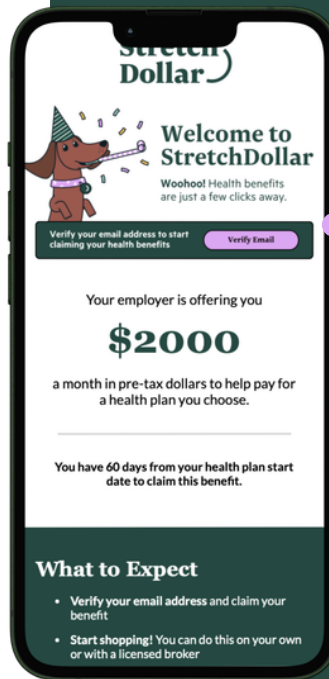 Stretch
Dollar
Welcome to
StretchDollar
Woohoo! Health benefits
are just a few clicks away.
Verify your email address to start
claiming your health benefits
Verify Email
Your employer is offering you
$2000
a month in pre-tax dollars to help pay for
a health plan you choose.
You have 60 days from your health plan start
date to claim this benefit.
What to Expect
• Verify your email address and claim your
benefit
• Start shopping! You can do this on your own
or with a licensed broker